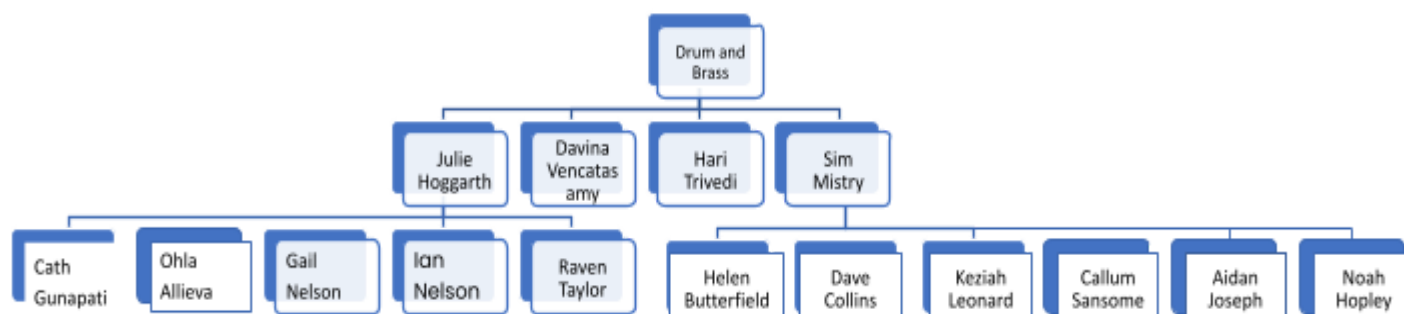 Drum and
Brass
Julie
Hoggarth
Davina
Vencatas
amy
Hari
Trivedi
Sim
Mistry
Cath
Gunapati
Ohla
Allieva
Gail
Nelson
Ian
Nelson
Raven
Taylor
Helen
Butterfield
Dave
Collins
Keziah
Leonard
Callum
Sansome
Aidan
Joseph
Noah
Hopley